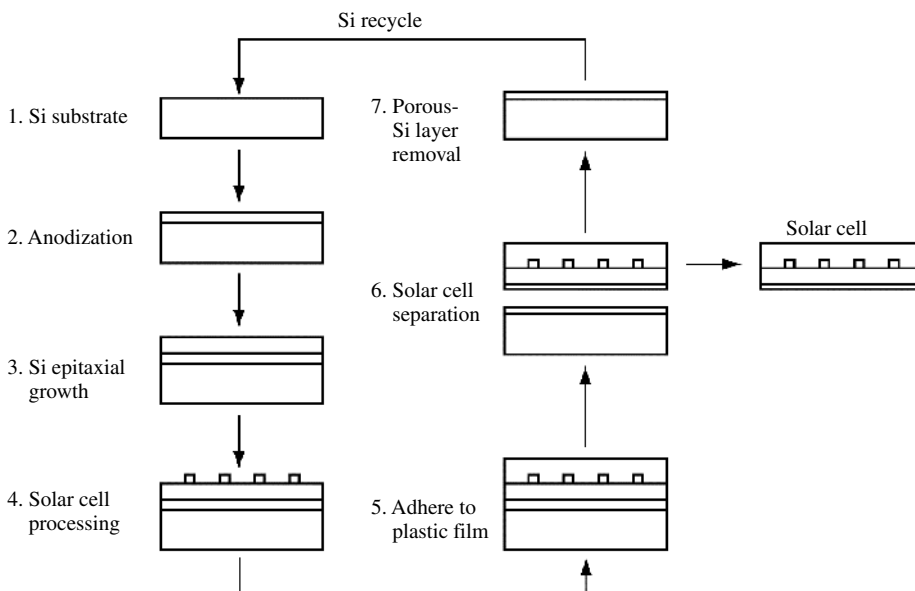 Si recycle
1. Si substrate
2. Anodization
3. Si epitaxial
growth
4. Solar cell
processing
5. Adhere to
plastic film
6. Solar cell
separation
Solar cell
7. Porous-
Si layer
removal